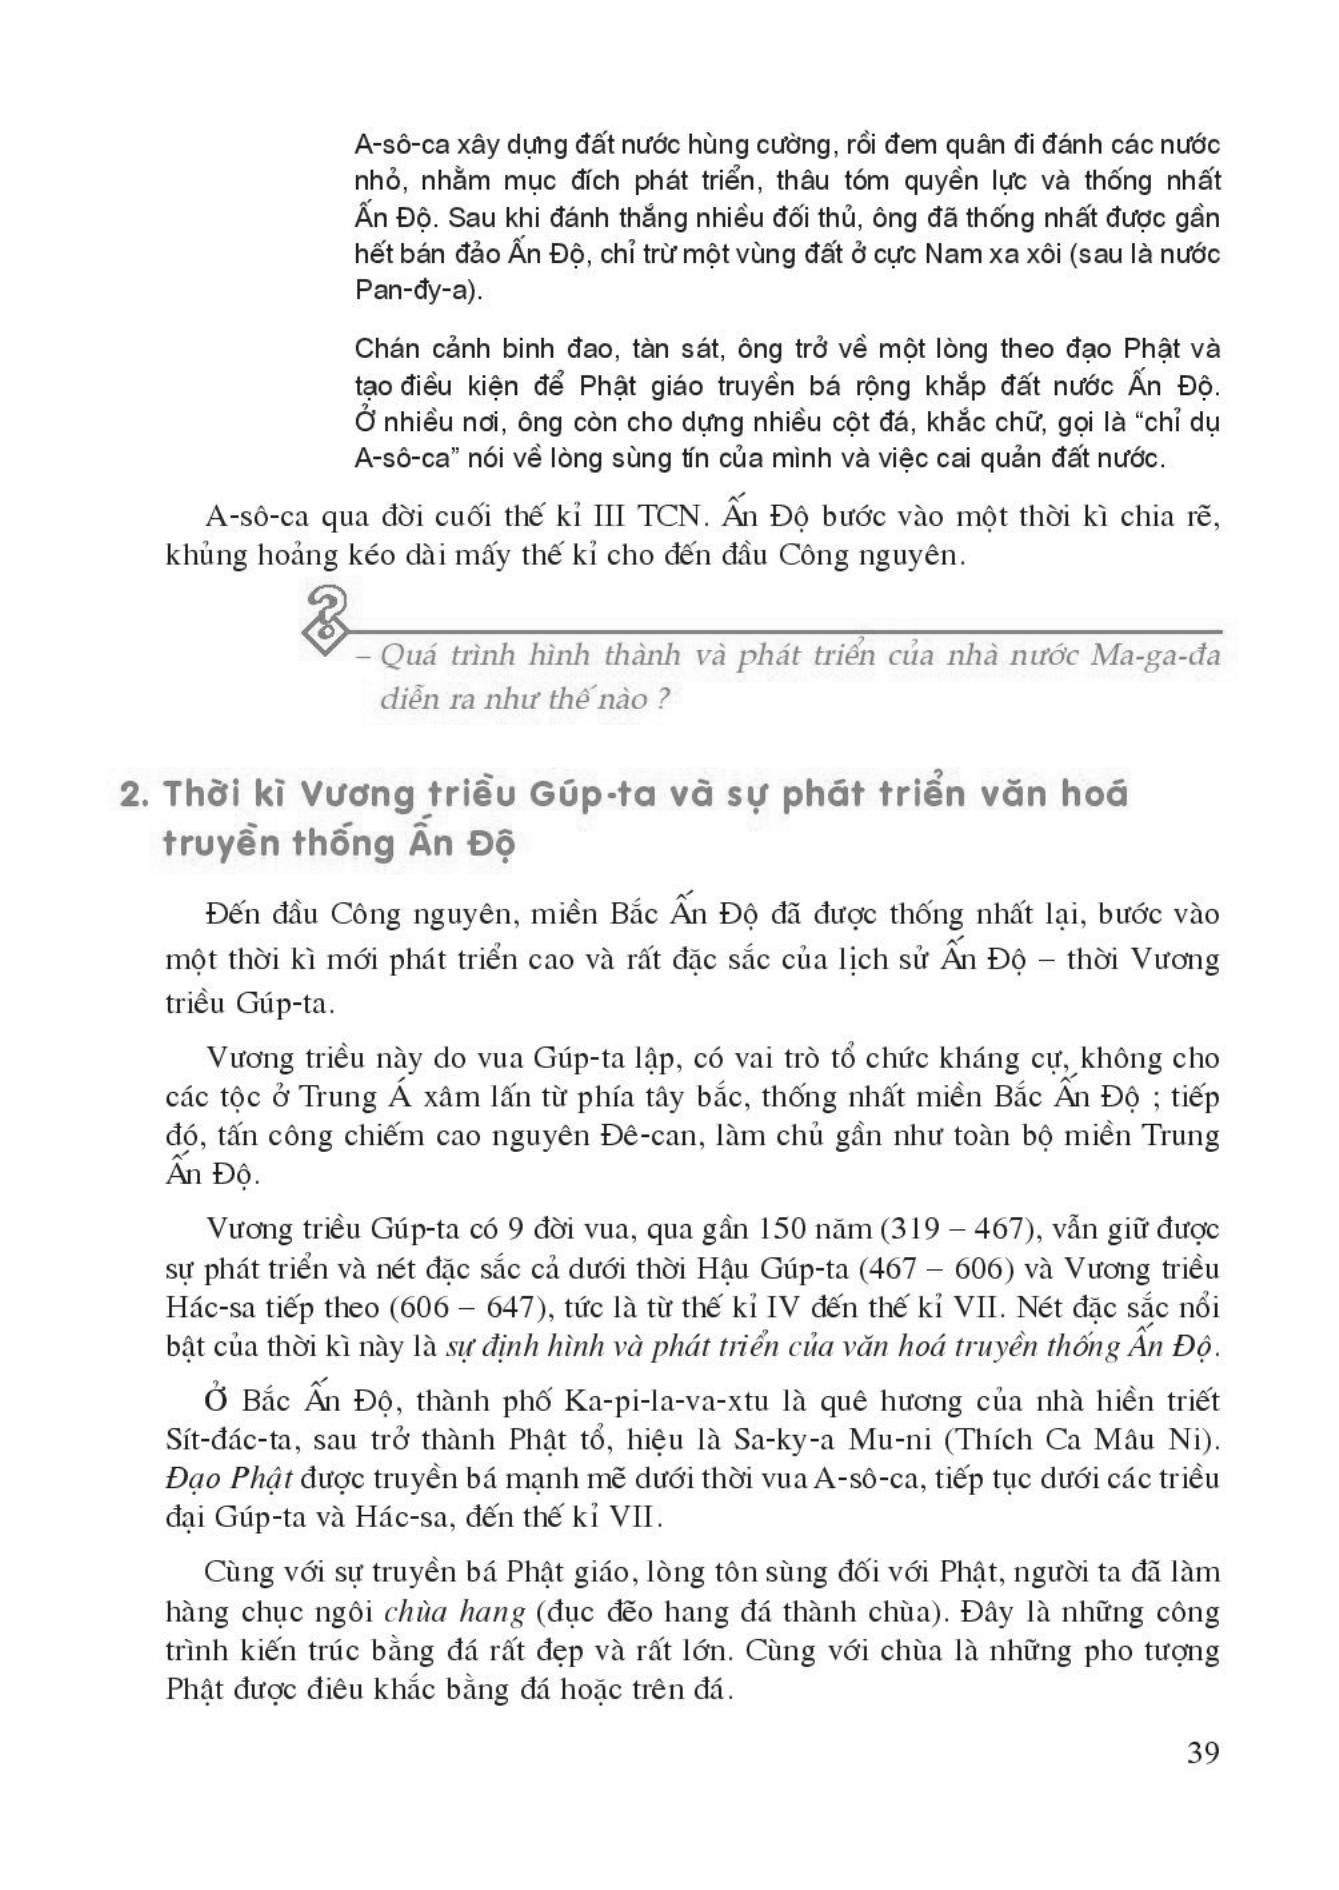 A-sô-ca xây dựng đất nước hùng cường, rồi đem quân đi đánh các nước
nhỏ, nhằm mục đích phát triển, thâu tóm quyền lực và thống nhất
Ấn Độ. Sau khi đánh thắng nhiều đối thủ, ông đã thống nhất được gần
hết bán đảo Ấn Độ, chỉ trừ một vùng đất ở cực Nam xa xôi (sau là nước
Pan-đy-a).
Chán cảnh binh đao, tàn sát, ông trở về một lòng theo đạo Phật và
tạo điều kiện để Phật giáo truyền bá rộng khắp đất nước Ấn Độ.
Ở nhiều nơi, ông còn cho dựng nhiều cột đá, khắc chữ, gọi là “chỉ dụ
A-sô-ca” nói về lòng sùng tín của mình và việc cai quản đất nước.
A-sô-ca qua đời cuối thế kỉ III TCN. Ấn Độ bước vào một thời kì chia rẽ,
khủng hoảng kéo dài mấy thế kỉ cho đến đầu Công nguyên.
?
– Quá trình hình thành và phát triển của nhà nước Ma-ga-đa
diễn ra như thế nào ?
2. Thời kì Vương triều Gúp-ta và sự phát triển văn hoá
truyền thống Ấn Độ
Đến đầu Công nguyên, miền Bắc Ấn Độ đã được thống nhất lại, bước vào
một thời kì mới phát triển cao và rất đặc sắc của lịch sử Ấn Độ – thời Vương
triều Gúp-ta.
Vương triều này do vua Gúp-ta lập, có vai trò tổ chức kháng cự, không cho
các tộc ở Trung Á xâm lấn từ phía tây bắc, thống nhất miền Bắc Ấn Độ ; tiếp
đó, tấn công chiếm cao nguyên Đê-can, làm chủ gần như toàn bộ miền Trung
Ấn Độ.
Vương triều Gúp-ta có 9 đời vua, qua gần 150 năm (319 – 467), vẫn giữ được
sự phát triển và nét đặc sắc cả dưới thời Hậu Gúp-ta (467 – 606) và Vương triều
Hác-sa tiếp theo (606 – 647), tức là từ thế kỉ IV đến thế kỉ VII. Nét đặc sắc nổi
bật của thời kì này là sự định hình và phát triển của văn hoá truyền thống Ấn Độ.
Ở Bắc Ấn Độ, thành phố Ka-pi-la-va-xtu là quê hương của nhà hiền triết
Sít-đác-ta, sau trở thành Phật tổ, hiệu là Sa-ky-a Mu-ni (Thích Ca Mâu Ni).
Đạo Phật được truyền bá mạnh mẽ dưới thời vua A-sô-ca, tiếp tục dưới các triều
đại Gúp-ta và Hác-sa, đến thế kỉ VII.
Cùng với sự truyền bá Phật giáo, lòng tôn sùng đối với Phật, người ta đã làm
hàng chục ngôi chùa hang (đục đẽo hang đá thành chùa). Đây là những công
trình kiến trúc bằng đá rất đẹp và rất lớn. Cùng với chùa là những pho tượng
Phật được điêu khắc bằng đá hoặc trên đá.
39